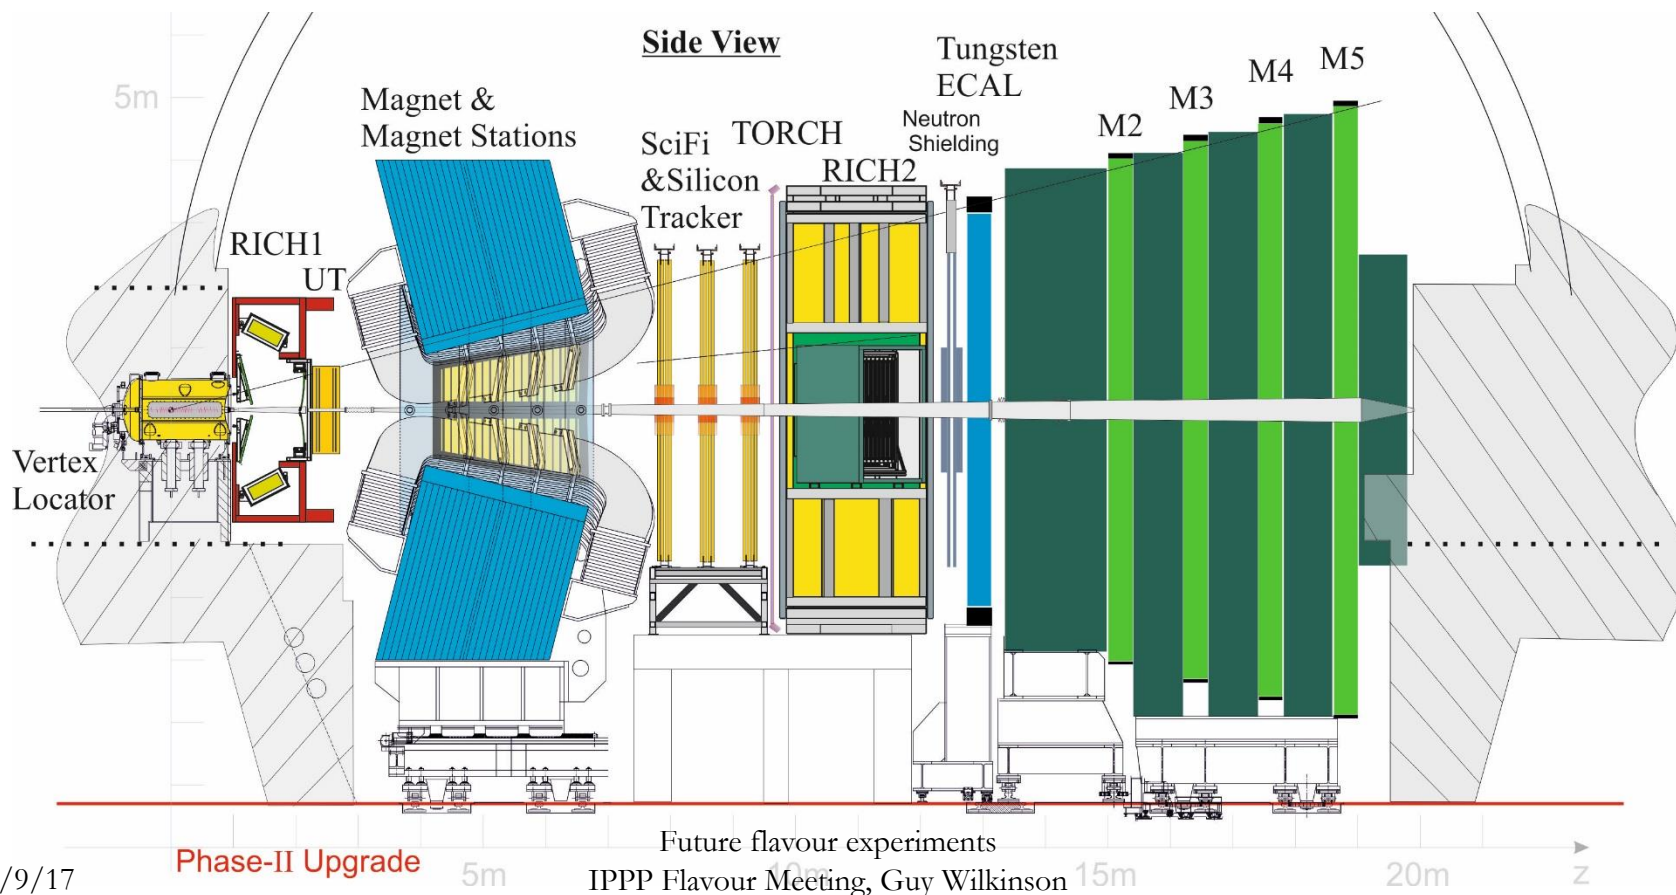 Side View
5m
Magnet &
Magnet Stations
SciFi
&Silicon
Tracker
TORCH
RICH2
Tungsten
ECAL
Neutron
Shielding
M2
M3
M4
M5
RICH1
UT
Vertex
Locator
Phase-II Upgrade
5m
10m
15m
20m
z
/9/17
Future flavour experiments
IPPP Flavour Meeting, Guy Wilkinson